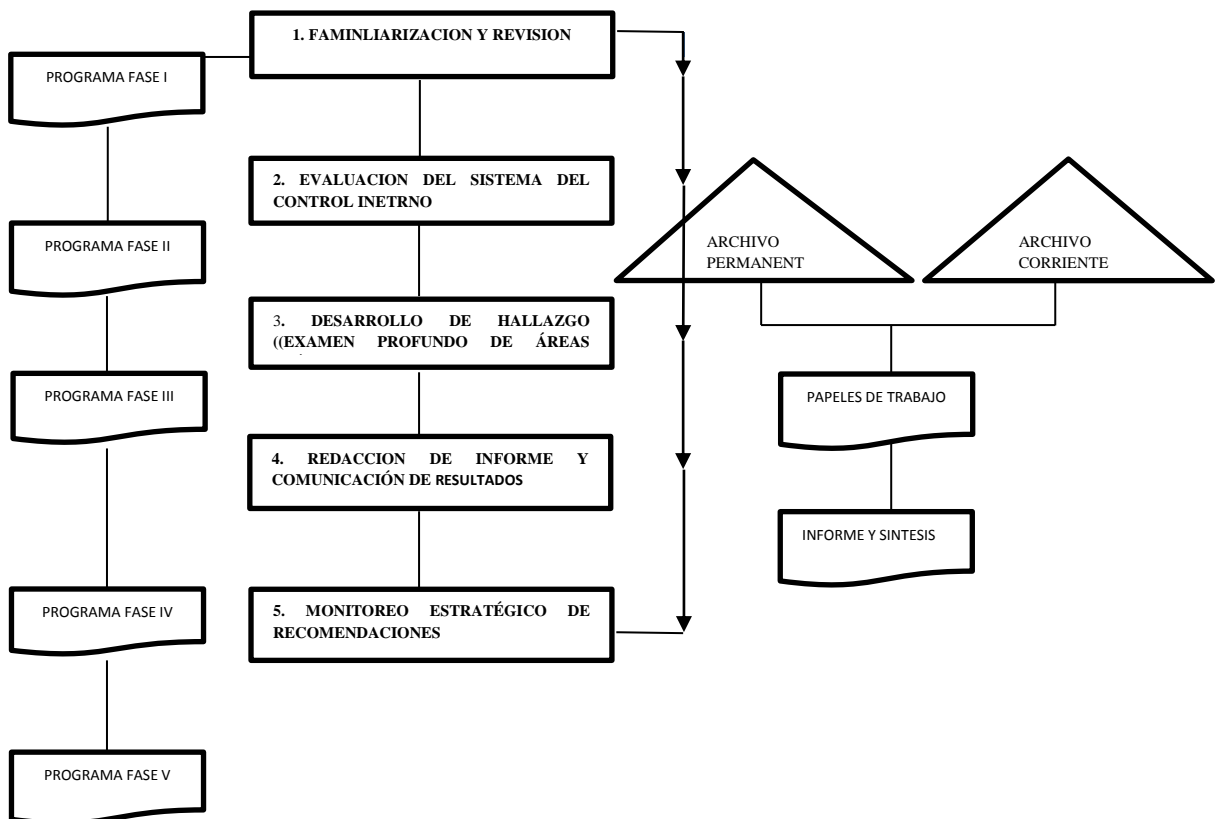 1. FAMINLIARIZACION Y REVISION
PROGRAMA FASE I
2. EVALUACION DEL SISTEMA DEL
CONTROL INETRNO
PROGRAMA FASE II
ARCHIVO
PERMANENT
ARCHIVO
CORRIENTE
3. DESARROLLO DE HALLAZGO
((EXAMEN PROFUNDO DE ÁREAS
PROGRAMA FASE III
PAPELES DE TRABAJO
4. REDACCION DE INFORME Y
COMUNICACIÓN DE RESULTADOS
INFORME Y SINTESIS
PROGRAMA FASE IV
5. MONITOREO ESTRATÉGICO DE
RECOMENDACIONES
PROGRAMA FASE V